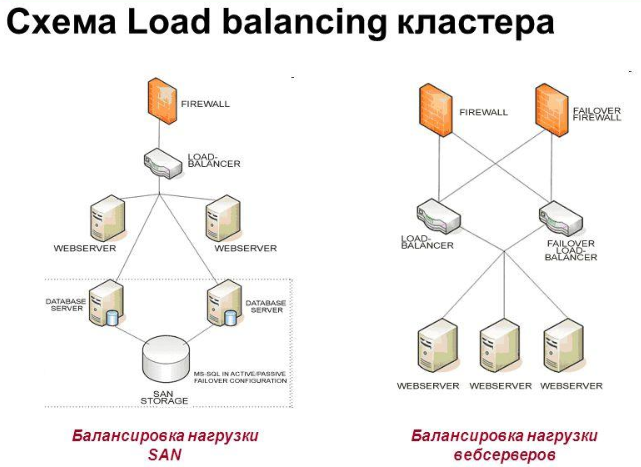 Схема Load balancing кластера
FIREWALL
LOAD-
BALANCER
WEBSERVER
WEBSERVER
DATABASE
SERVER
DATABASE
SERVER
MS-SQL IN ACTIVE/PASSIVE
FAILOVER CONFIGURATION
SAN
STORAGE
Балансировка нагрузки
SAN
FIREWALL
FAILOVER
FIREWALL
LOAD-
BALANCER
FAILOVER
LOAD-
BALANCER
WEBSERVER
WEBSERVER
WEBSERVER
Балансировка нагрузки
вебсерверов